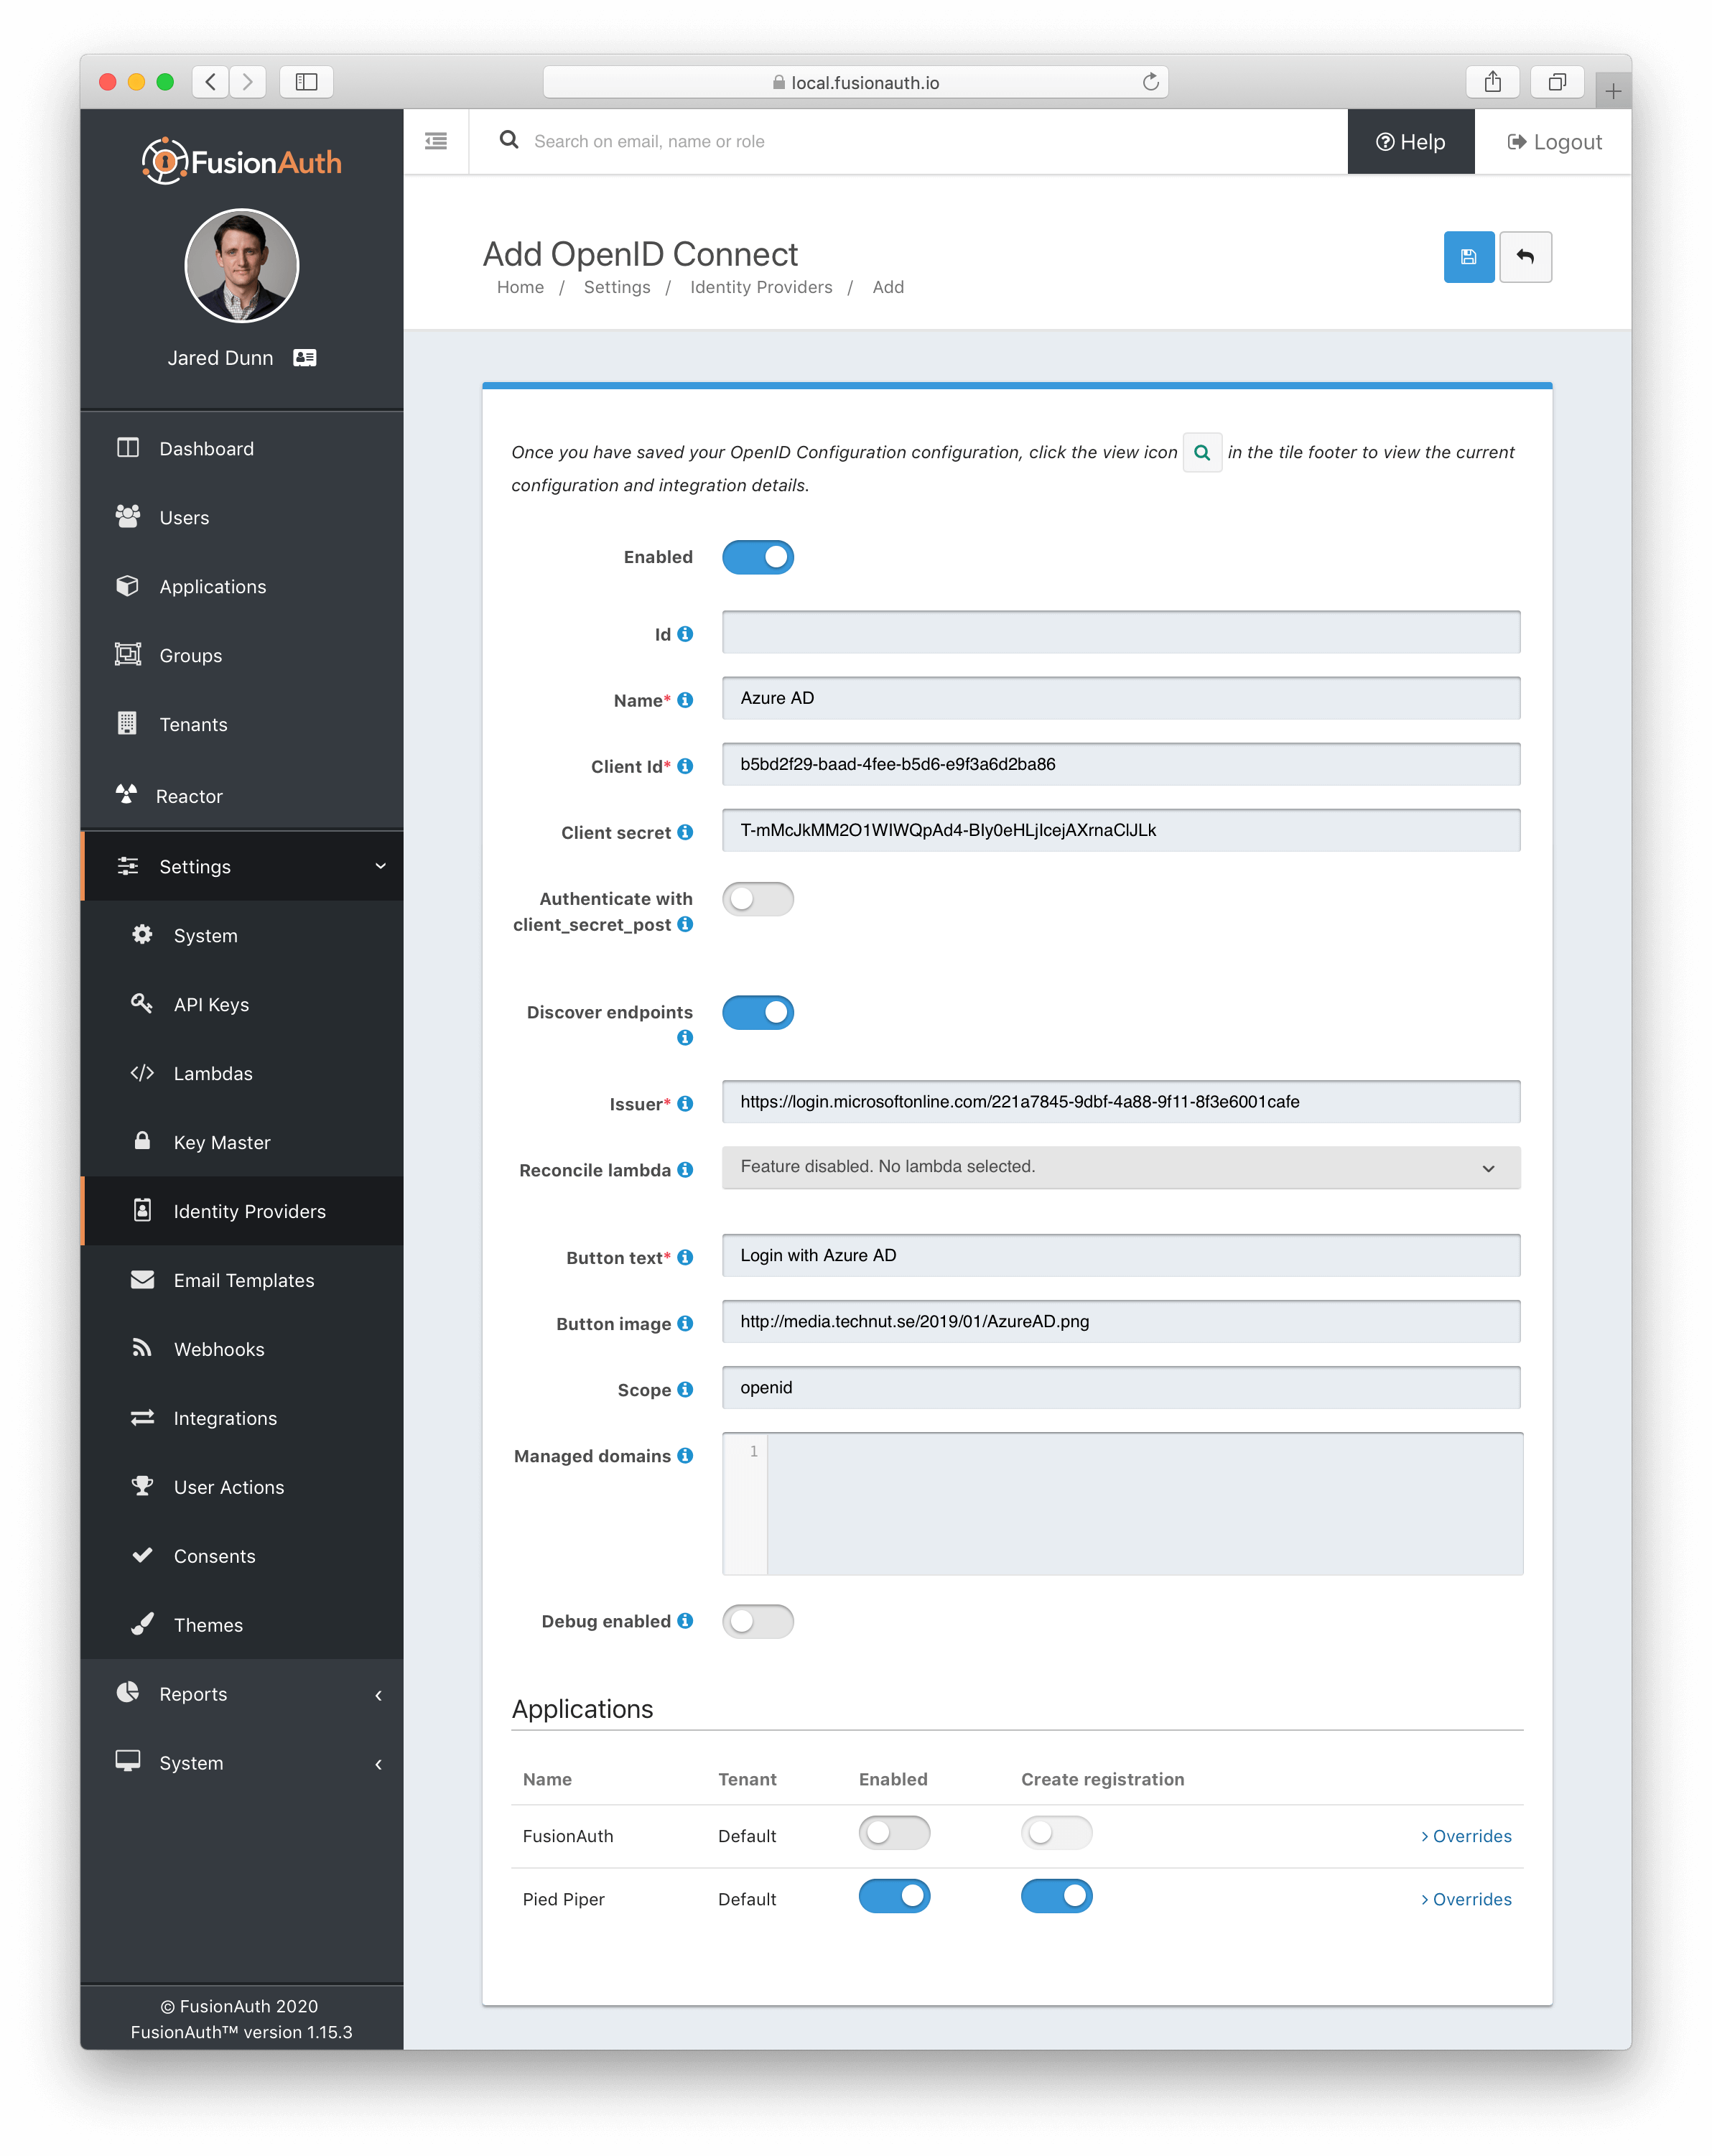 local.fusionauth.io
FusionAuth
Search on email, name or role
Help
Logout
Jared Dunn
Dashboard
Users
Applications
Groups
Tenants
Reactor
Settings
System
API Keys
Lambdas
Key Master
Identity Providers
Email Templates
Webhooks
Integrations
User Actions
Consents
Themes
Reports
System
© FusionAuth 2020
FusionAuth™ version 1.15.3
Add OpenID Connect
Home / Settings / Identity Providers / Add
Once you have saved your OpenID Configuration configuration, click the view icon in the tile footer to view the current
configuration and integration details.
Enabled
Id
Name* Azure AD
Client Id* b5bd2f29-baad-4fee-b5d6-e9f3a6d2ba86
Client secret T-mMcJkMM2O1WIWQpAd4-BIy0eHLjIcejAXrnaClJLk
Authenticate with
client_secret_post
Discover endpoints
Issuer* https://login.microsoftonline.com/221a7845-9dbf-4a88-9f11-8f3e6001cafe
Reconcile lambda Feature disabled. No lambda selected.
Button text* Login with Azure AD
Button image http://media.technut.se/2019/01/AzureAD.png
Scope openid
Managed domains 1
Debug enabled
Applications
Name Tenant Enabled Create registration
FusionAuth Default > Overrides
Pied Piper Default > Overrides